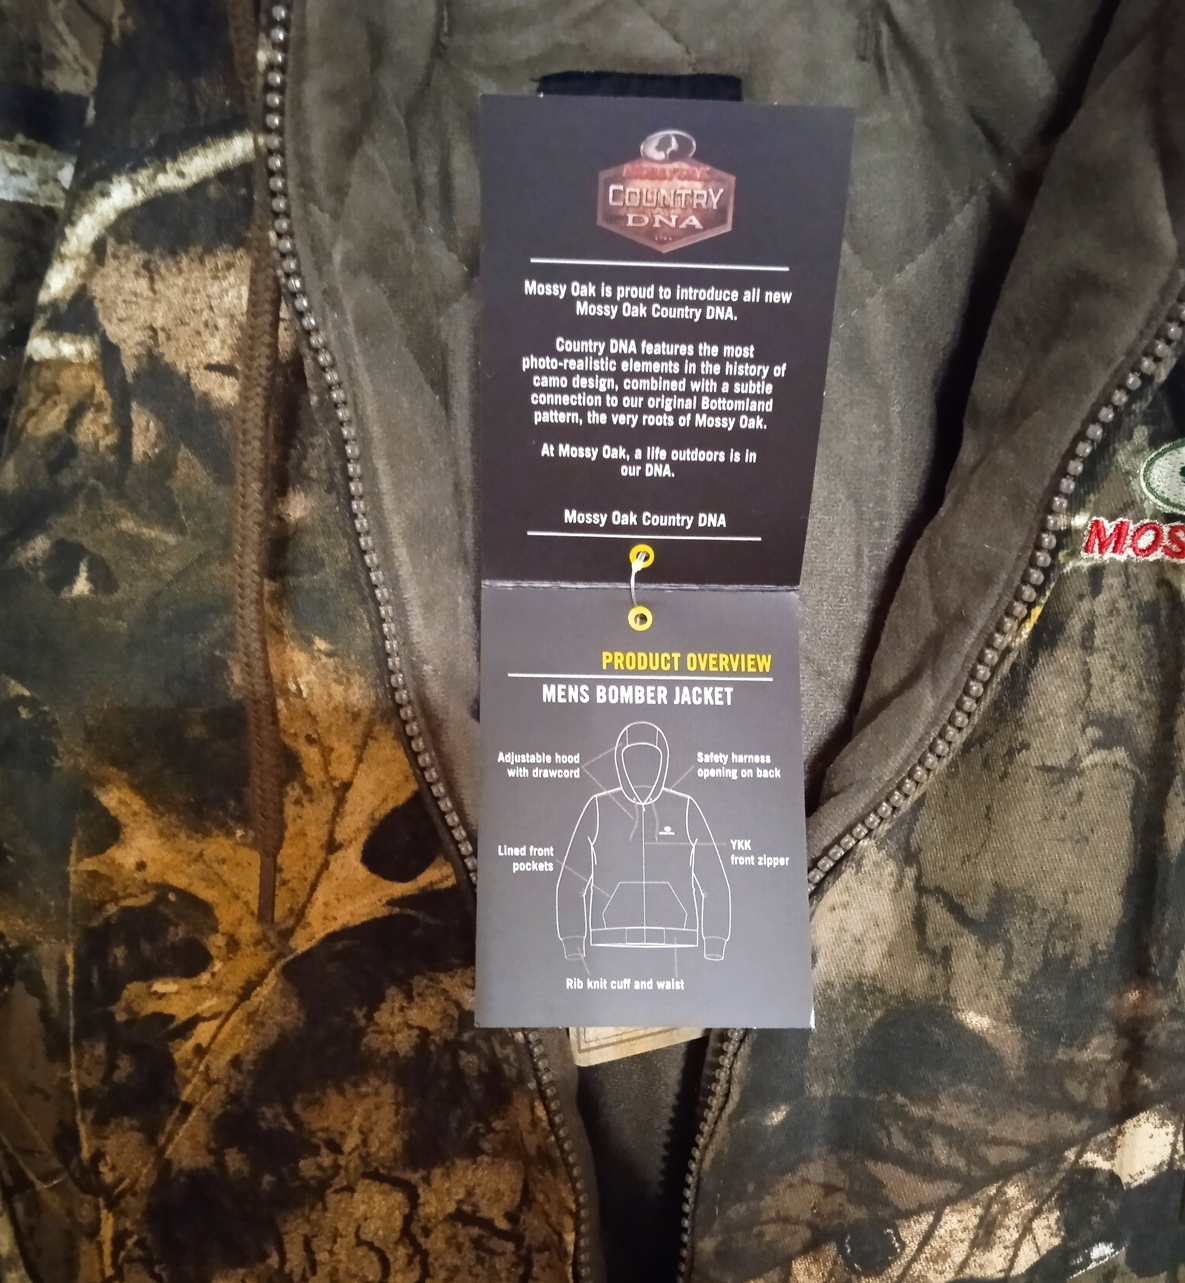 COUNTRY
DNA
Mossy Oak is proud to introduce all new
Mossy Oak Country DNA.
Country DNA features the most
photo-realistic elements in the history of
camo design, combined with a subtle
connection to our original Bottomland
pattern, the very roots of Mossy Oak.
At Mossy Oak, a life outdoors is in
our DNA.
Mossy Oak Country DNA
MOS
PRODUCT OVERVIEW
MENS BOMBER JACKET
Adjustable hood
with drawcord
Safety harness
opening on back
Lined front
pockets
YKK
front zipper
Rib knit cuff and waist